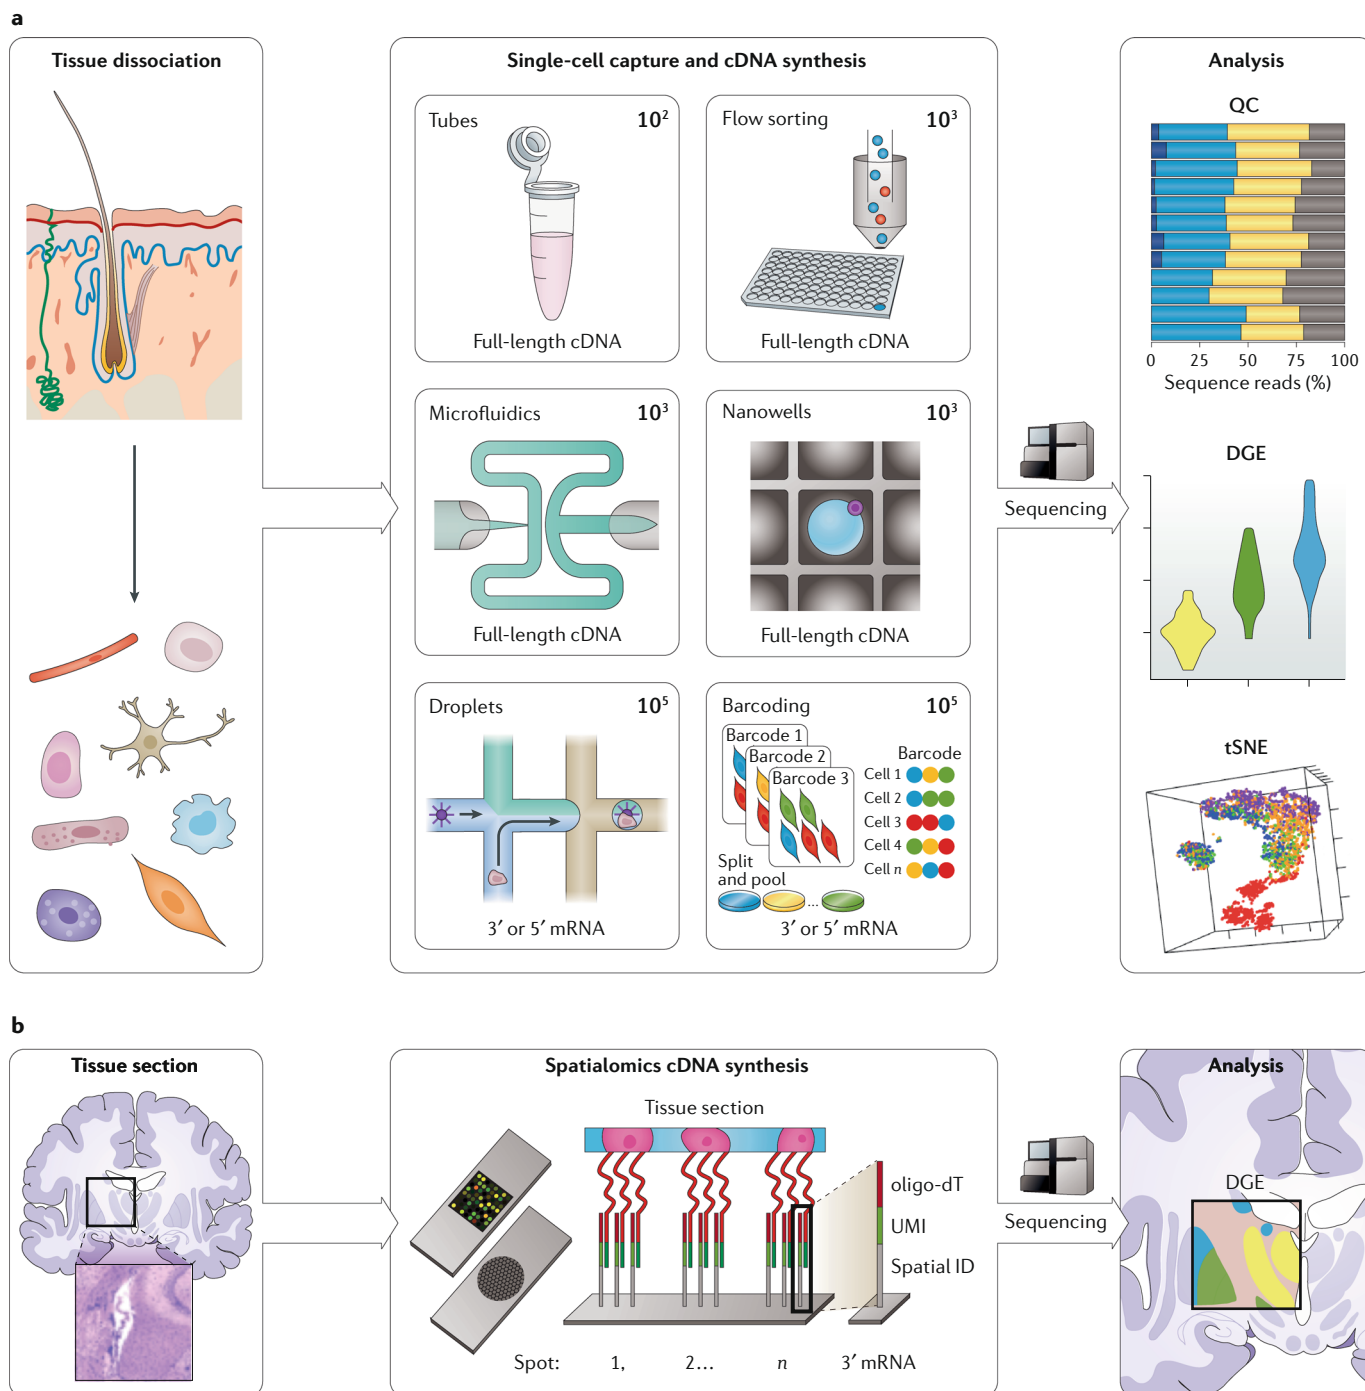 a
Tissue dissociation
Single-cell capture and cDNA synthesis
Tubes
10²
Full-length cDNA
Flow sorting
10³
Full-length cDNA
Microfluidics
10³
Full-length cDNA
Nanowells
10³
Full-length cDNA
Droplets
10⁵
3′ or 5′ mRNA
Barcoding
10⁵
Barcode 1
Barcode 2
Barcode 3
Barcode
Cell 1
Cell 2
Cell 3
Cell 4
Cell n
Split
and pool
...
3′ or 5′ mRNA
Sequencing
Analysis
QC
0 25 50 75 100
Sequence reads (%)
DGE
tSNE
b
Tissue section
Spatialomics cDNA synthesis
Tissue section
oligo-dT
UMI
Spatial ID
Spot: 1, 2... n 3′ mRNA
Sequencing
Analysis
DGE